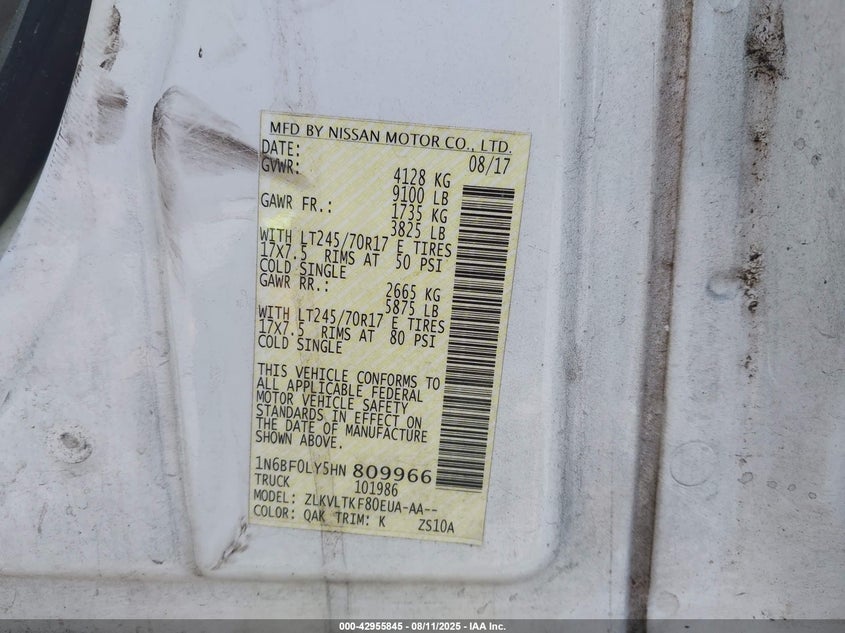 MFD BY NISSAN MOTOR CO., LTD.
DATE: 08/17
GVWR: 4128 KG
9100 LB
GAWR FR.: 1735 KG
3825 LB
WITH LT245/70R17 E TIRES
17X7.5 RIMS AT 50 PSI
COLD SINGLE
GAWR RR.: 2665 KG
5875 LB
WITH LT245/70R17 E TIRES
17X7.5 RIMS AT 80 PSI
COLD SINGLE
THIS VEHICLE CONFORMS TO
ALL APPLICABLE FEDERAL
MOTOR VEHICLE SAFETY
STANDARDS IN EFFECT ON
THE DATE OF MANUFACTURE
SHOWN ABOVE.
1N6BF0LY5HN 809966
TRUCK 101986
MODEL: ZLKVLTKF80EUA-AA--
COLOR: QAK TRIM: K ZS10A
000-42955845 - 08/11/2025 - IAA Inc.